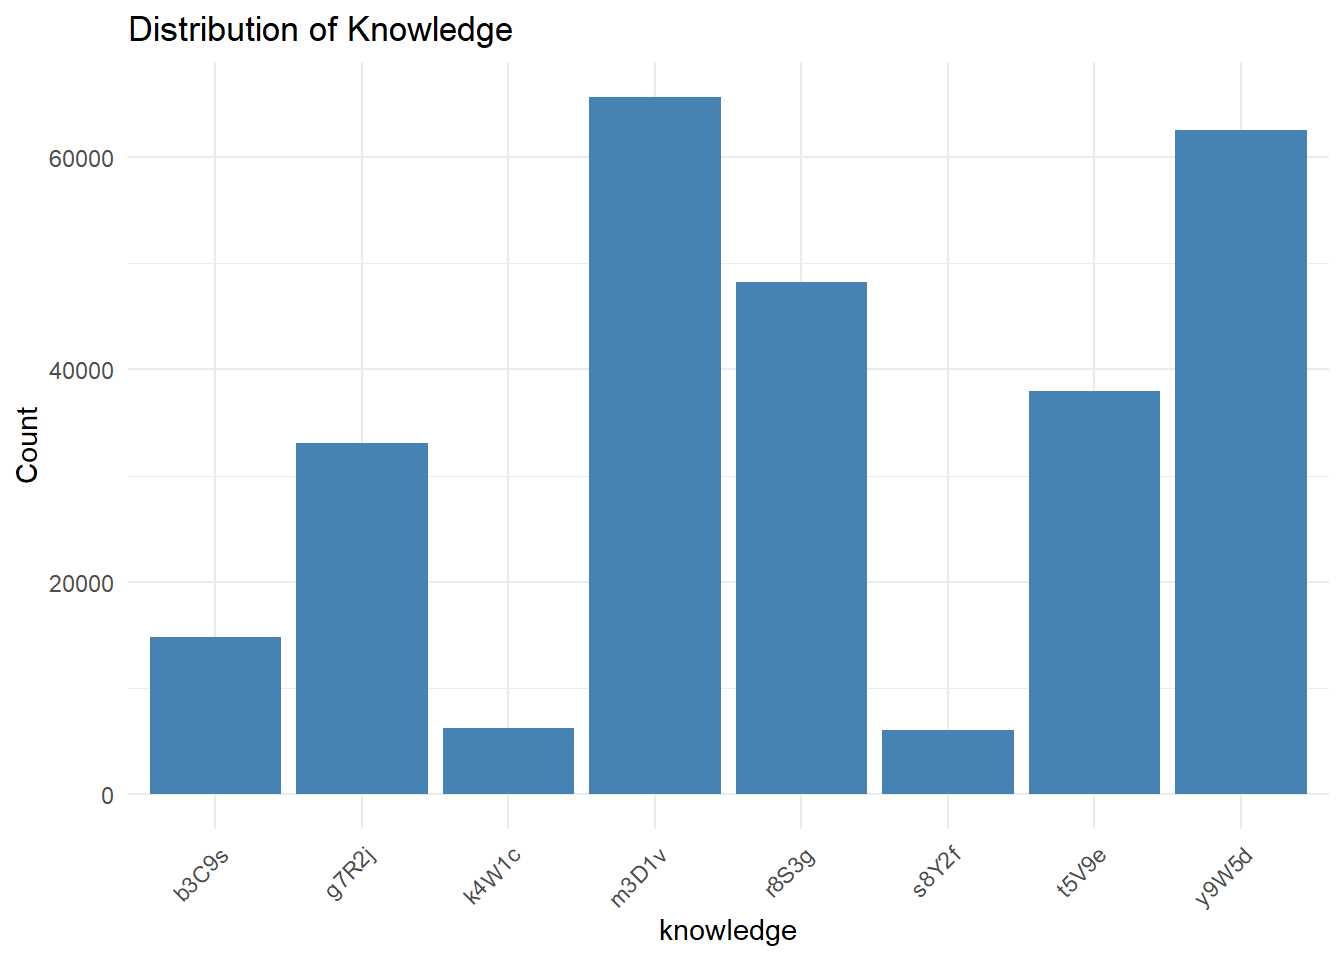 Distribution of Knowledge
60000
40000
20000
0
Count
b3C9s
g7R2j
k4W1c
m3D1v
r8S3g
s8Y2f
t5V9e
y9W5d
knowledge